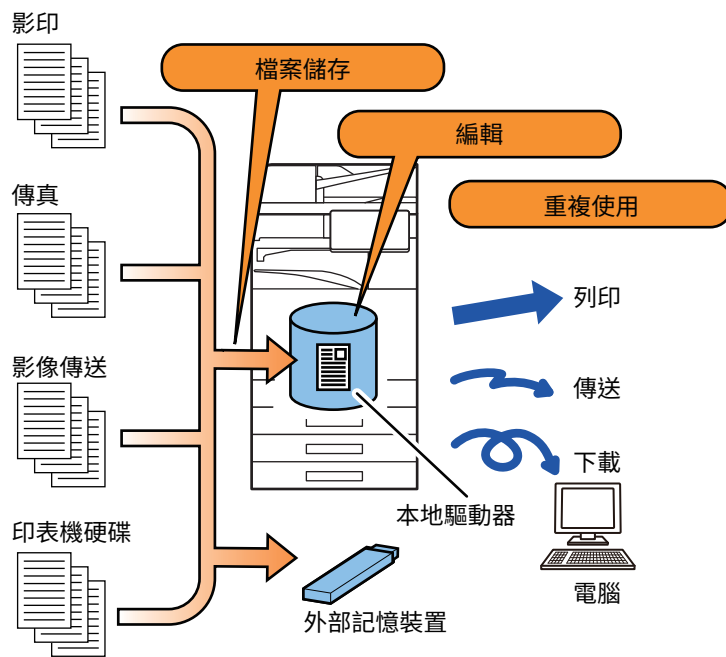 影印
檔案儲存
編輯
傳真
重複使用
列印
影像傳送
傳送
下載
本地驅動器
印表機硬碟
電腦
外部記憶裝置